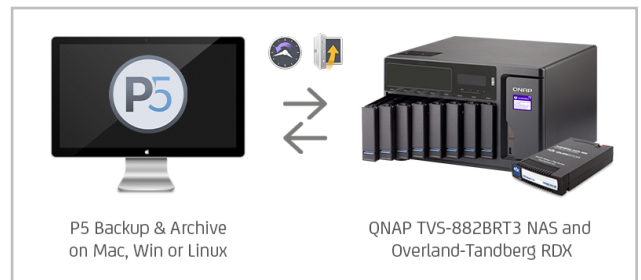 P5
QNAP
P5 Backup & Archive
on Mac, Win or Linux
QNAP TVS-882BRT3 NAS and
Overland-Tandberg RDX